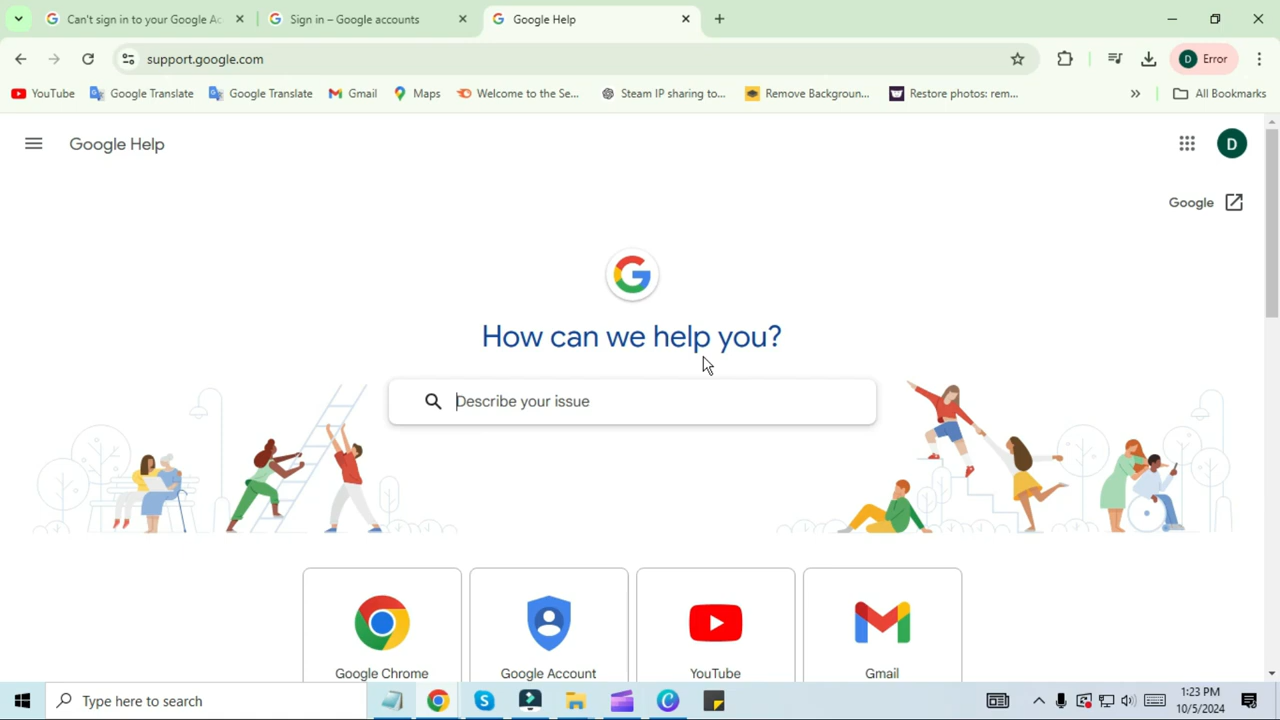 Can't sign in to your Google Ac
Sign in – Google accounts
Google Help
support.google.com
D Error
YouTube
Google Translate
Google Translate
Gmail
Maps
Welcome to the Se...
Steam IP sharing to...
Remove Backgroun...
Restore photos: rem...
All Bookmarks
Google Help
D
Google
How can we help you?
Describe your issue
Google Chrome
Google Account
YouTube
Gmail
Type here to search
1:23 PM
10/5/2024